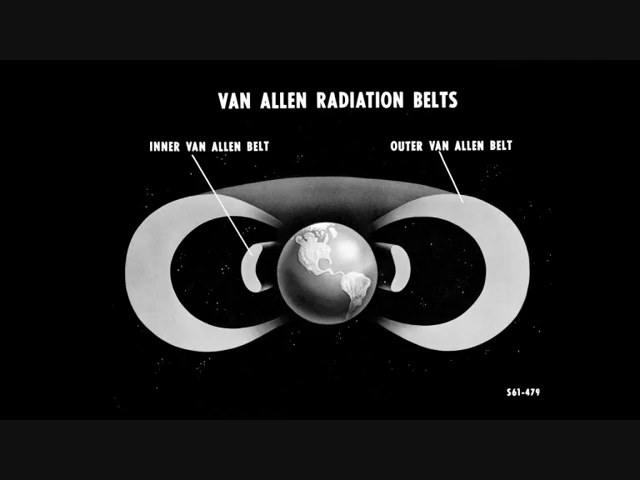 VAN ALLEN RADIATION BELTS
INNER VAN ALLEN BELT
OUTER VAN ALLEN BELT
S61-479